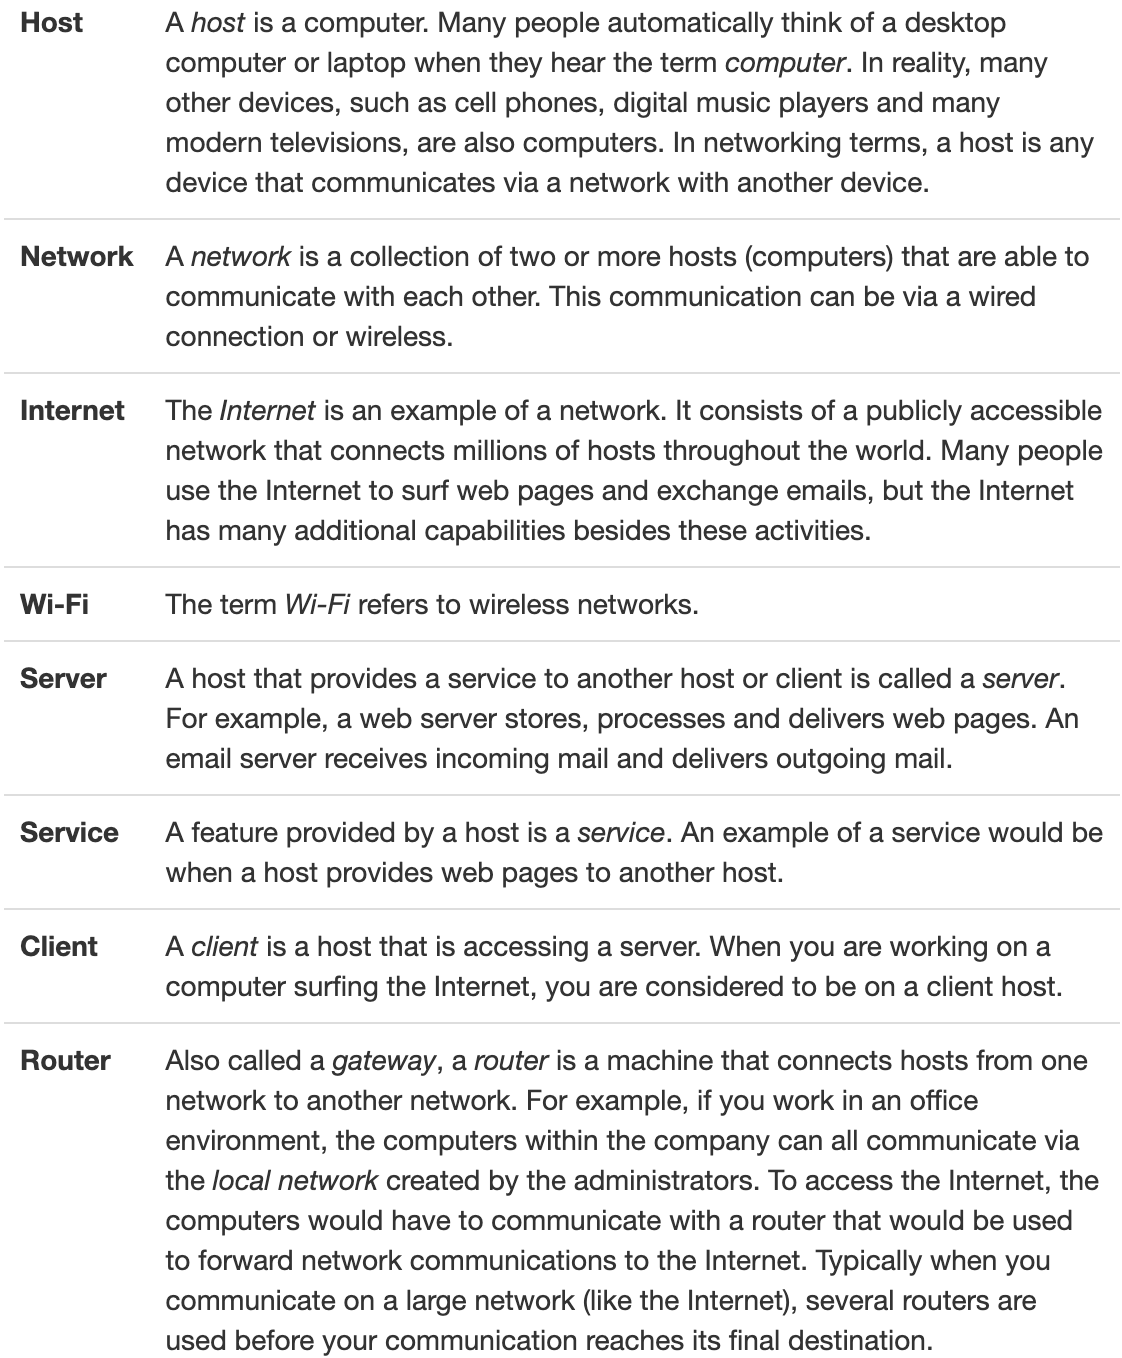 Host A host is a computer. Many people automatically think of a desktop
computer or laptop when they hear the term computer. In reality, many
other devices, such as cell phones, digital music players and many
modern televisions, are also computers. In networking terms, a host is any
device that communicates via a network with another device.
Network A network is a collection of two or more hosts (computers) that are able to
communicate with each other. This communication can be via a wired
connection or wireless.
Internet The Internet is an example of a network. It consists of a publicly accessible
network that connects millions of hosts throughout the world. Many people
use the Internet to surf web pages and exchange emails, but the Internet
has many additional capabilities besides these activities.
Wi-Fi The term Wi-Fi refers to wireless networks.
Server A host that provides a service to another host or client is called a server.
For example, a web server stores, processes and delivers web pages. An
email server receives incoming mail and delivers outgoing mail.
Service A feature provided by a host is a service. An example of a service would be
when a host provides web pages to another host.
Client A client is a host that is accessing a server. When you are working on a
computer surfing the Internet, you are considered to be on a client host.
Router Also called a gateway, a router is a machine that connects hosts from one
network to another network. For example, if you work in an office
environment, the computers within the company can all communicate via
the local network created by the administrators. To access the Internet, the
computers would have to communicate with a router that would be used
to forward network communications to the Internet. Typically when you
communicate on a large network (like the Internet), several routers are
used before your communication reaches its final destination.